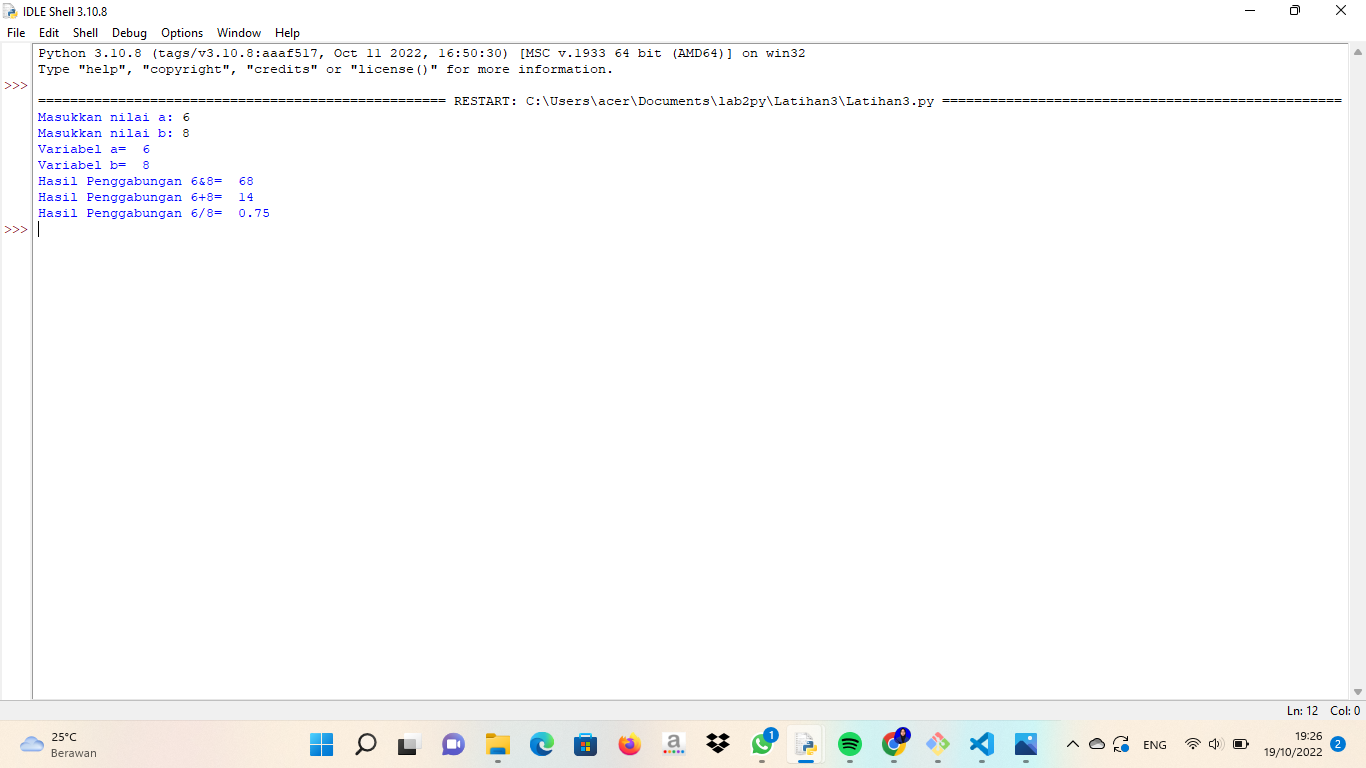 IDLE Shell 3.10.8
File Edit Shell Debug Options Window Help
Python 3.10.8 (tags/v3.10.8:aaaf517, Oct 11 2022, 16:50:30) [MSC v.1933 64 bit (AMD64)] on win32
Type "help", "copyright", "credits" or "license()" for more information.
>>>
=================================================== RESTART: C:\Users\acer\Documents\lab2py\Latihan3\Latihan3.py ==================================================
Masukkan nilai a: 6
Masukkan nilai b: 8
Variabel a=  6
Variabel b=  8
Hasil Penggabungan 6&8=  68
Hasil Penggabungan 6+8=  14
Hasil Penggabungan 6/8=  0.75
>>>
Ln: 12 Col: 0
25°C
Berawan
a
1
ENG
19:26
19/10/2022
2